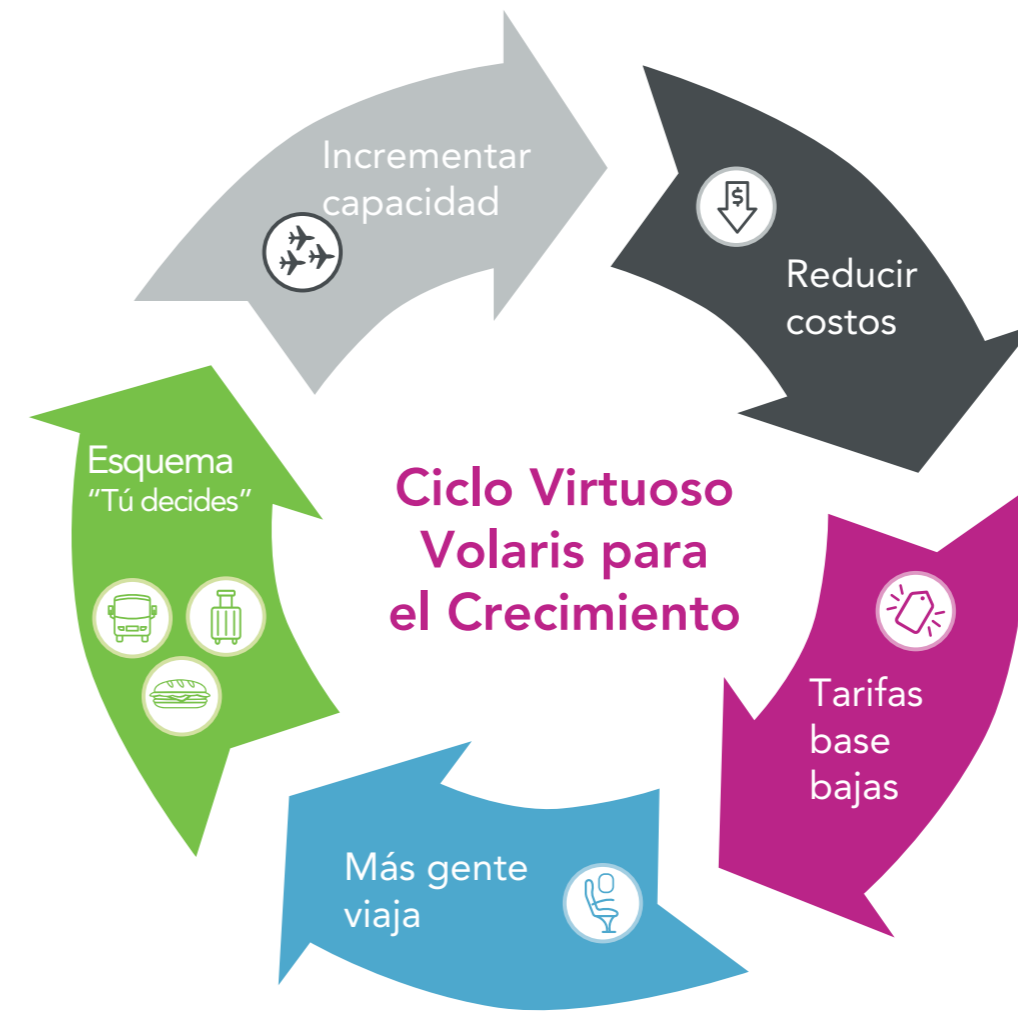 Incrementar
capacidad
$
Reducir
costos
Esquema
“Tú decides”
Ciclo Virtuoso
Volaris para
el Crecimiento
Tarifas
base
bajas
Más gente
viaja